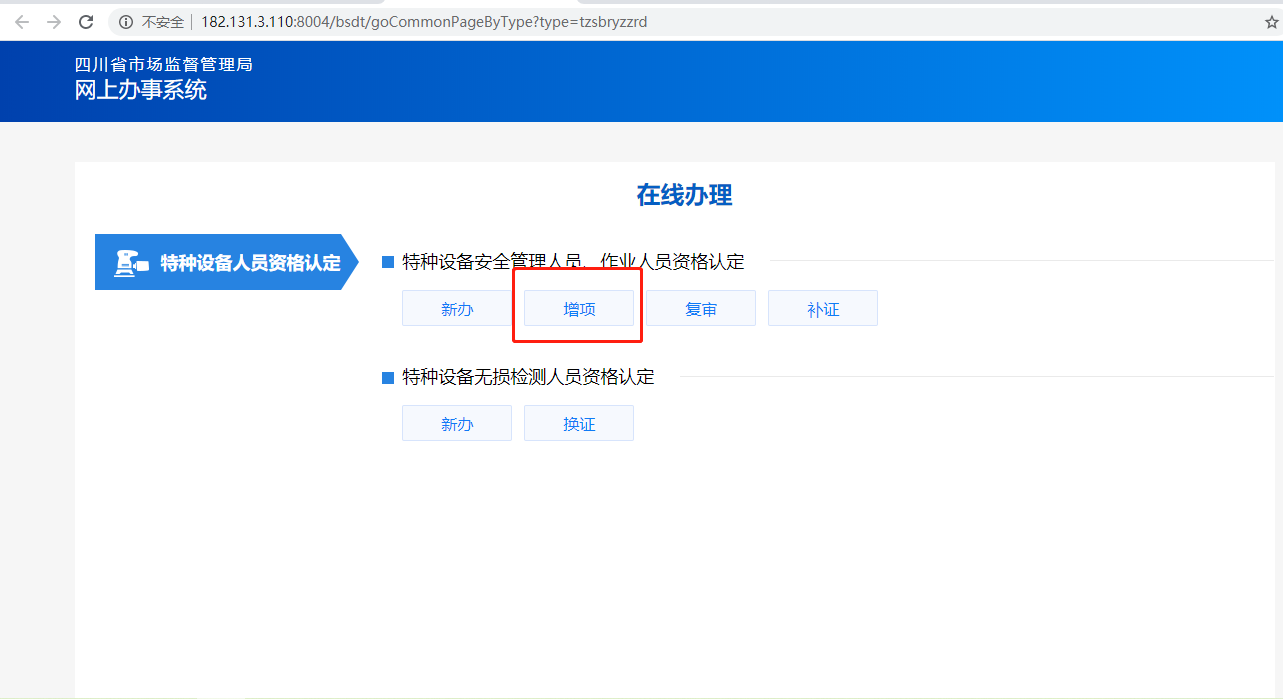 不安全 182.131.3.110:8004/bsdt/goCommonPageByType?type=tzsbryzzrd
四川省市场监督管理局
网上办事系统
在线办理
特种设备人员资格认定
特种设备安全管理人员、作业人员资格认定
新办 增项 复审 补证
特种设备无损检测人员资格认定
新办 换证